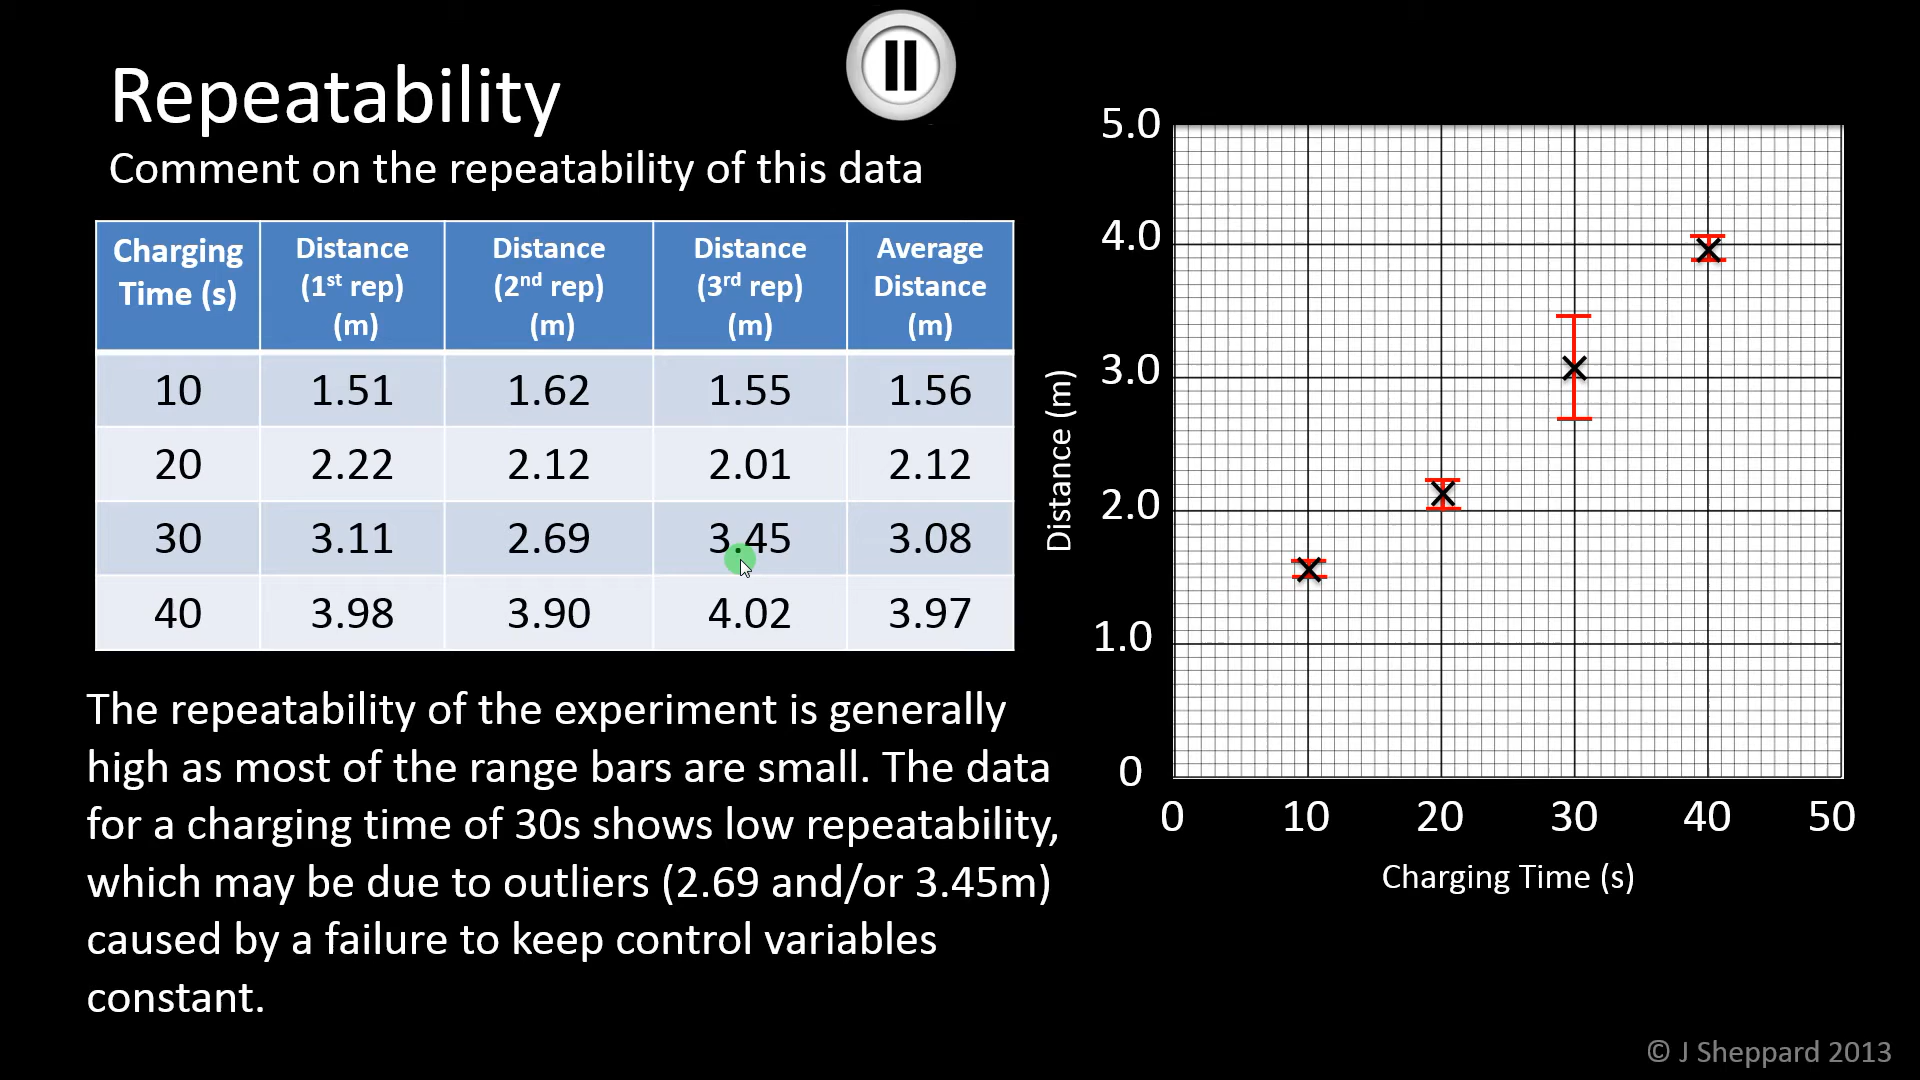 Repeatability
Comment on the repeatability of this data
Charging Time (s) Distance (1st rep) (m) Distance (2nd rep) (m) Distance (3rd rep) (m) Average Distance (m)
10 1.51 1.62 1.55 1.56
20 2.22 2.12 2.01 2.12
30 3.11 2.69 3.45 3.08
40 3.98 3.90 4.02 3.97
The repeatability of the experiment is generally
high as most of the range bars are small. The data
for a charging time of 30s shows low repeatability,
which may be due to outliers (2.69 and/or 3.45m)
caused by a failure to keep control variables
constant.
Distance (m)
5.0
4.0
3.0
2.0
1.0
0
0 10 20 30 40 50
Charging Time (s)
© J Sheppard 2013